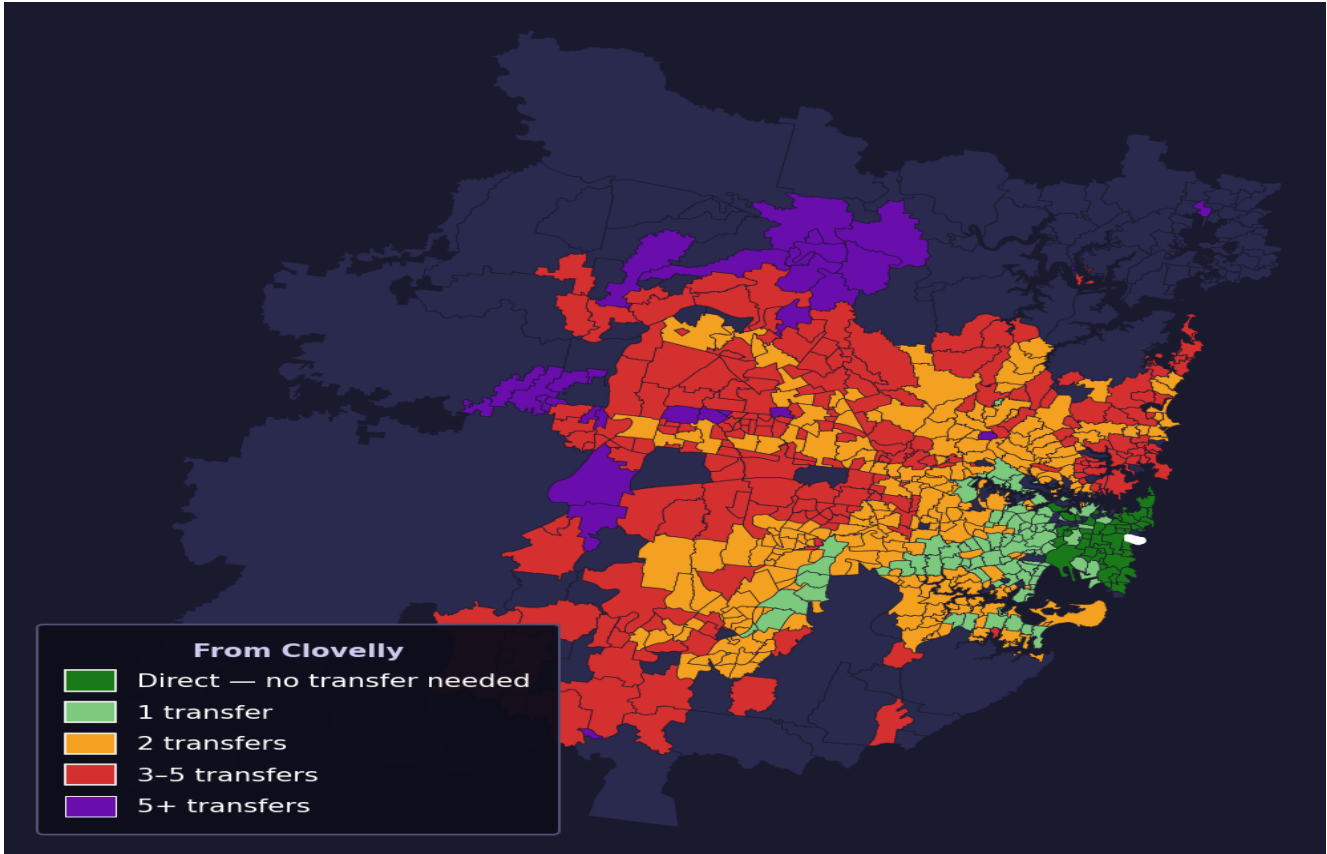 From Clovelly
Direct — no transfer needed
1 transfer
2 transfers
3–5 transfers
5+ transfers